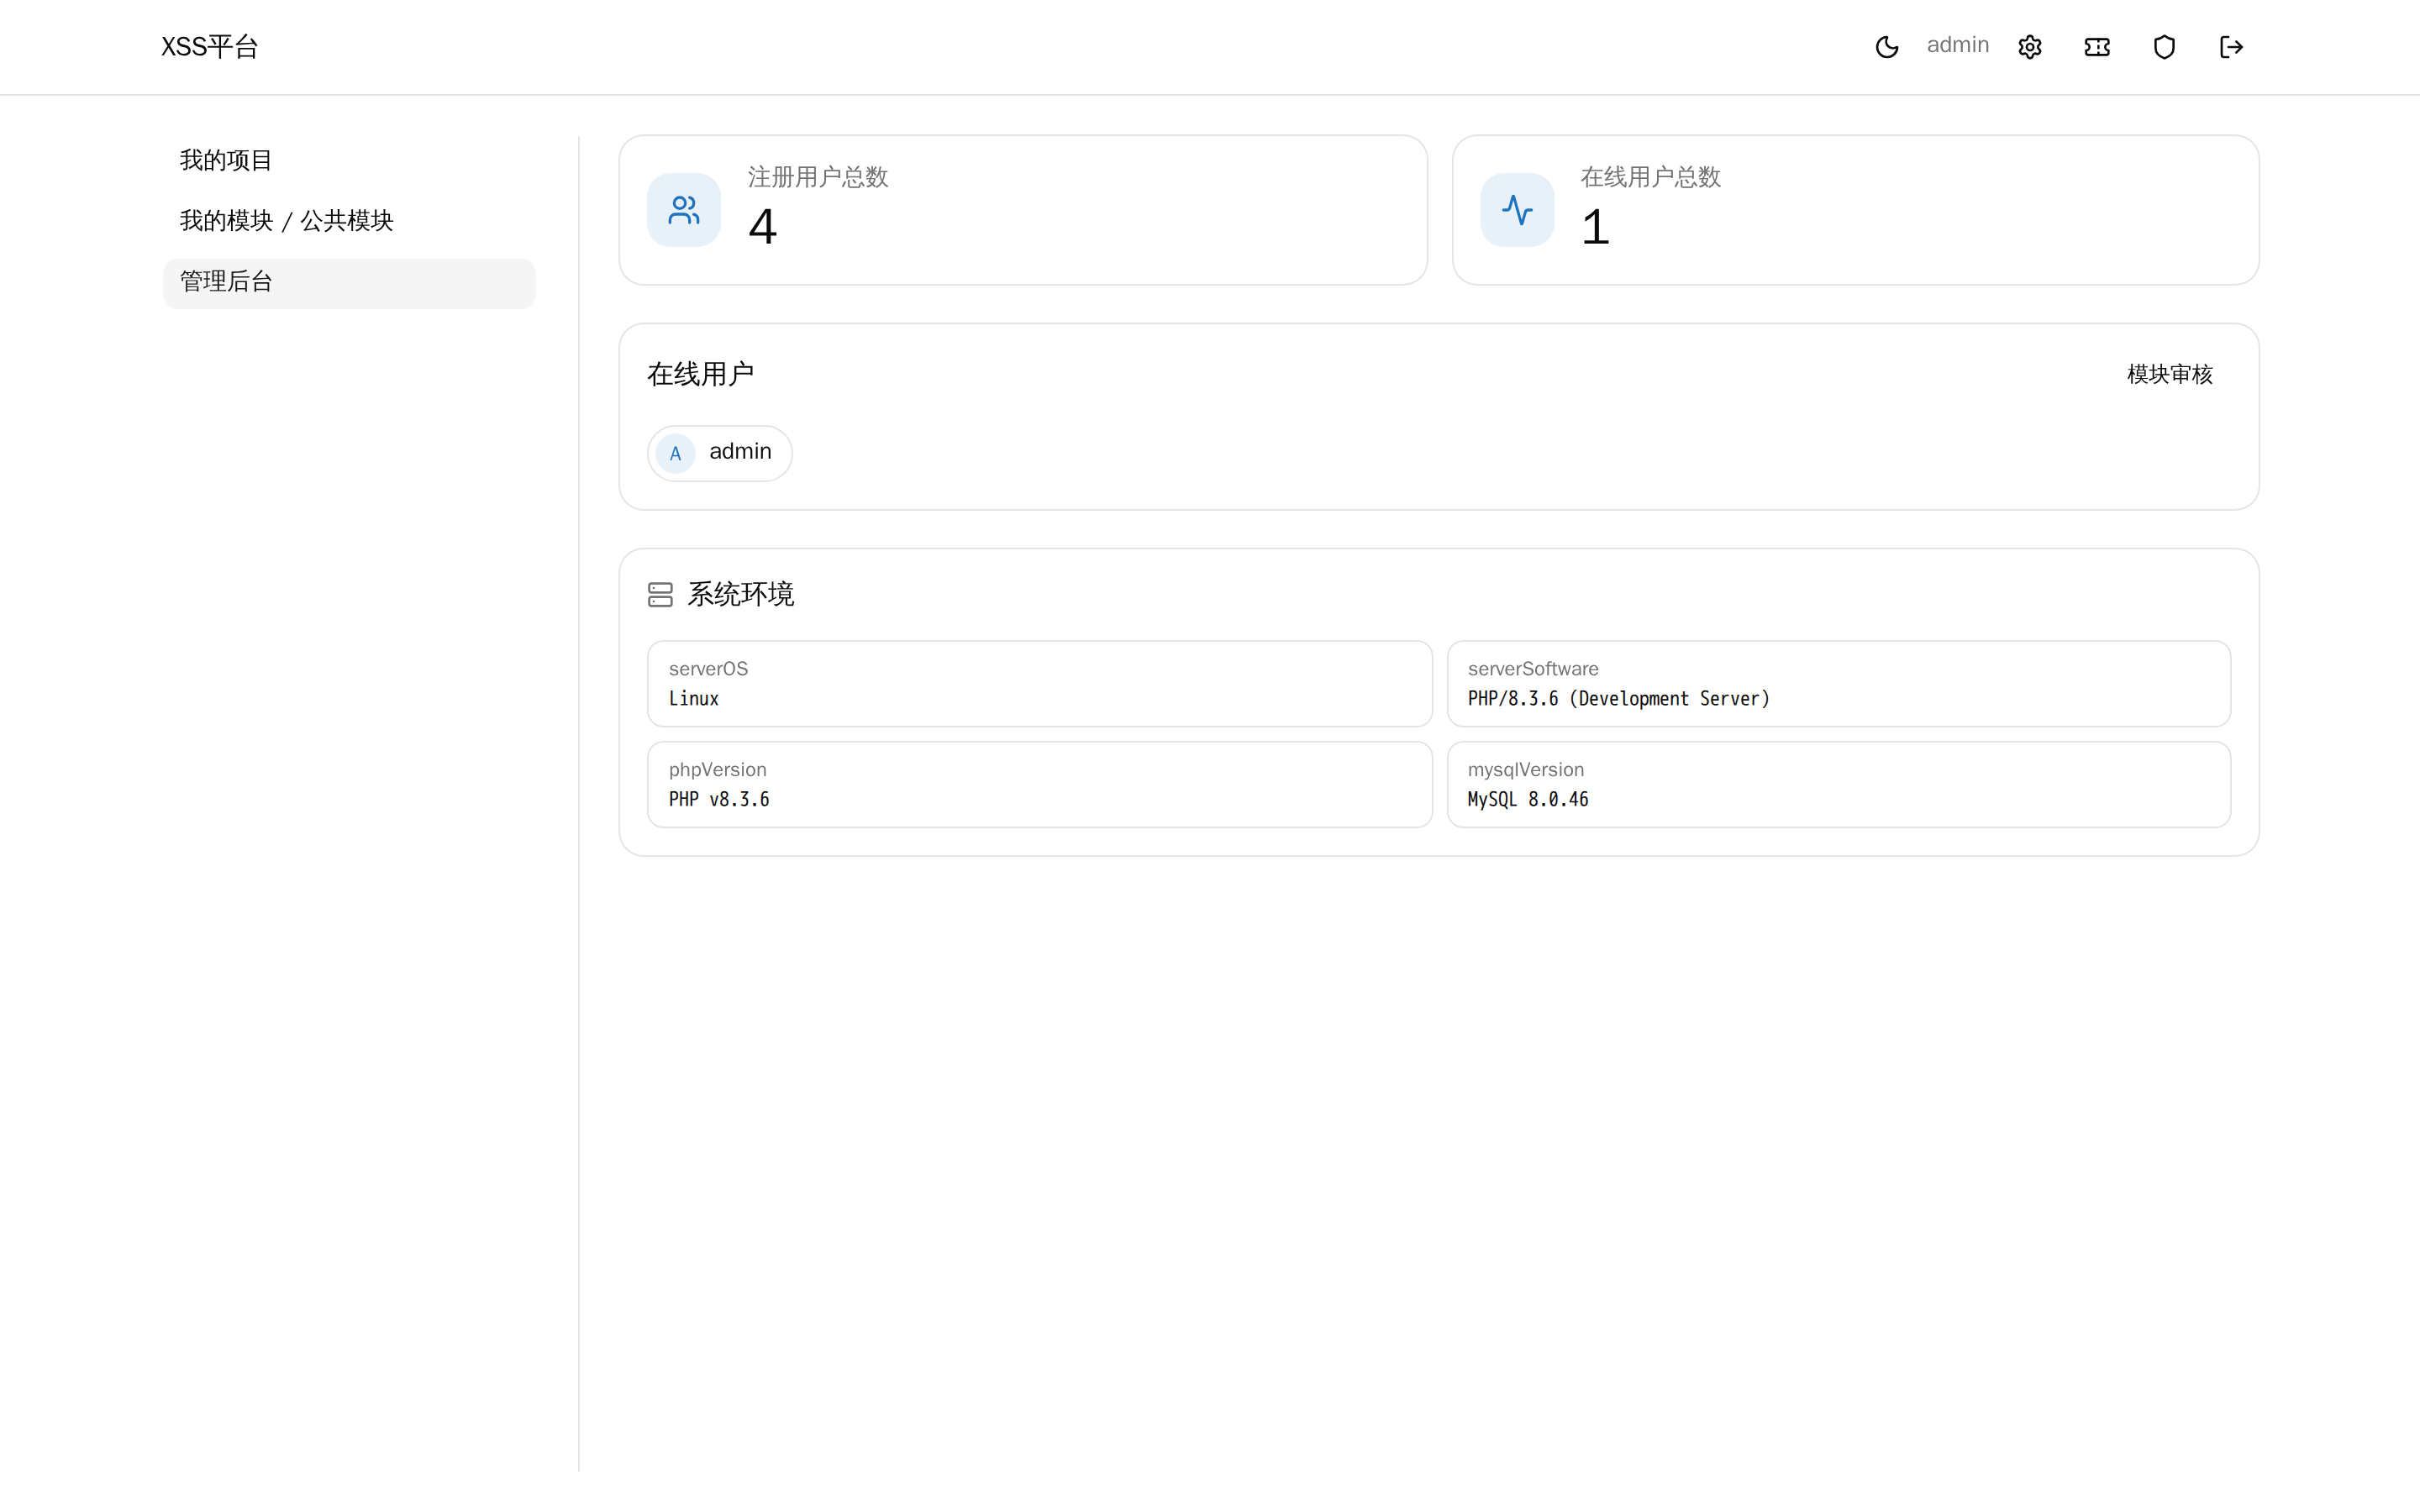 XSS平台
admin
我的项目
我的模块 / 公共模块
管理后台
注册用户总数
4
在线用户总数
1
在线用户
模块审核
A admin
系统环境
serverOS
Linux
serverSoftware
PHP/8.3.6 (Development Server)
phpVersion
PHP v8.3.6
mysqlVersion
MySQL 8.0.46